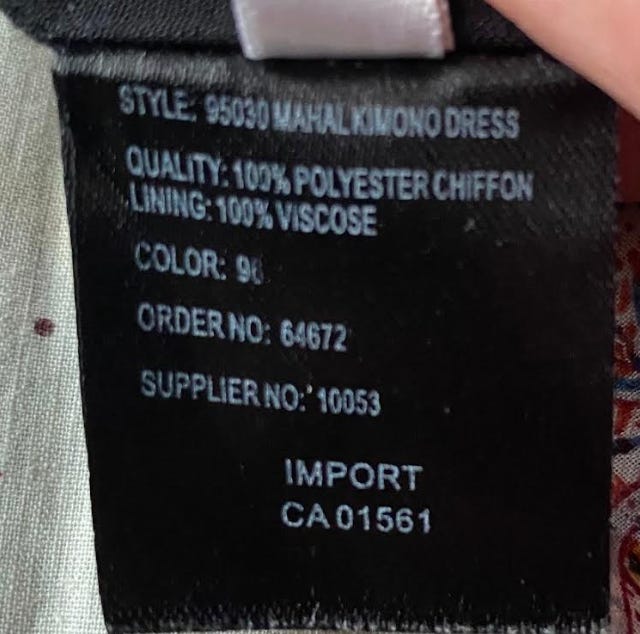 STYLE: 95030 MAHAL KIMONO DRESS
QUALITY: 100% POLYESTER CHIFFON
LINING: 100% VISCOSE
COLOR:
ORDER NO: 64672
SUPPLIER NO: 10053
IMPORT
CA 01561